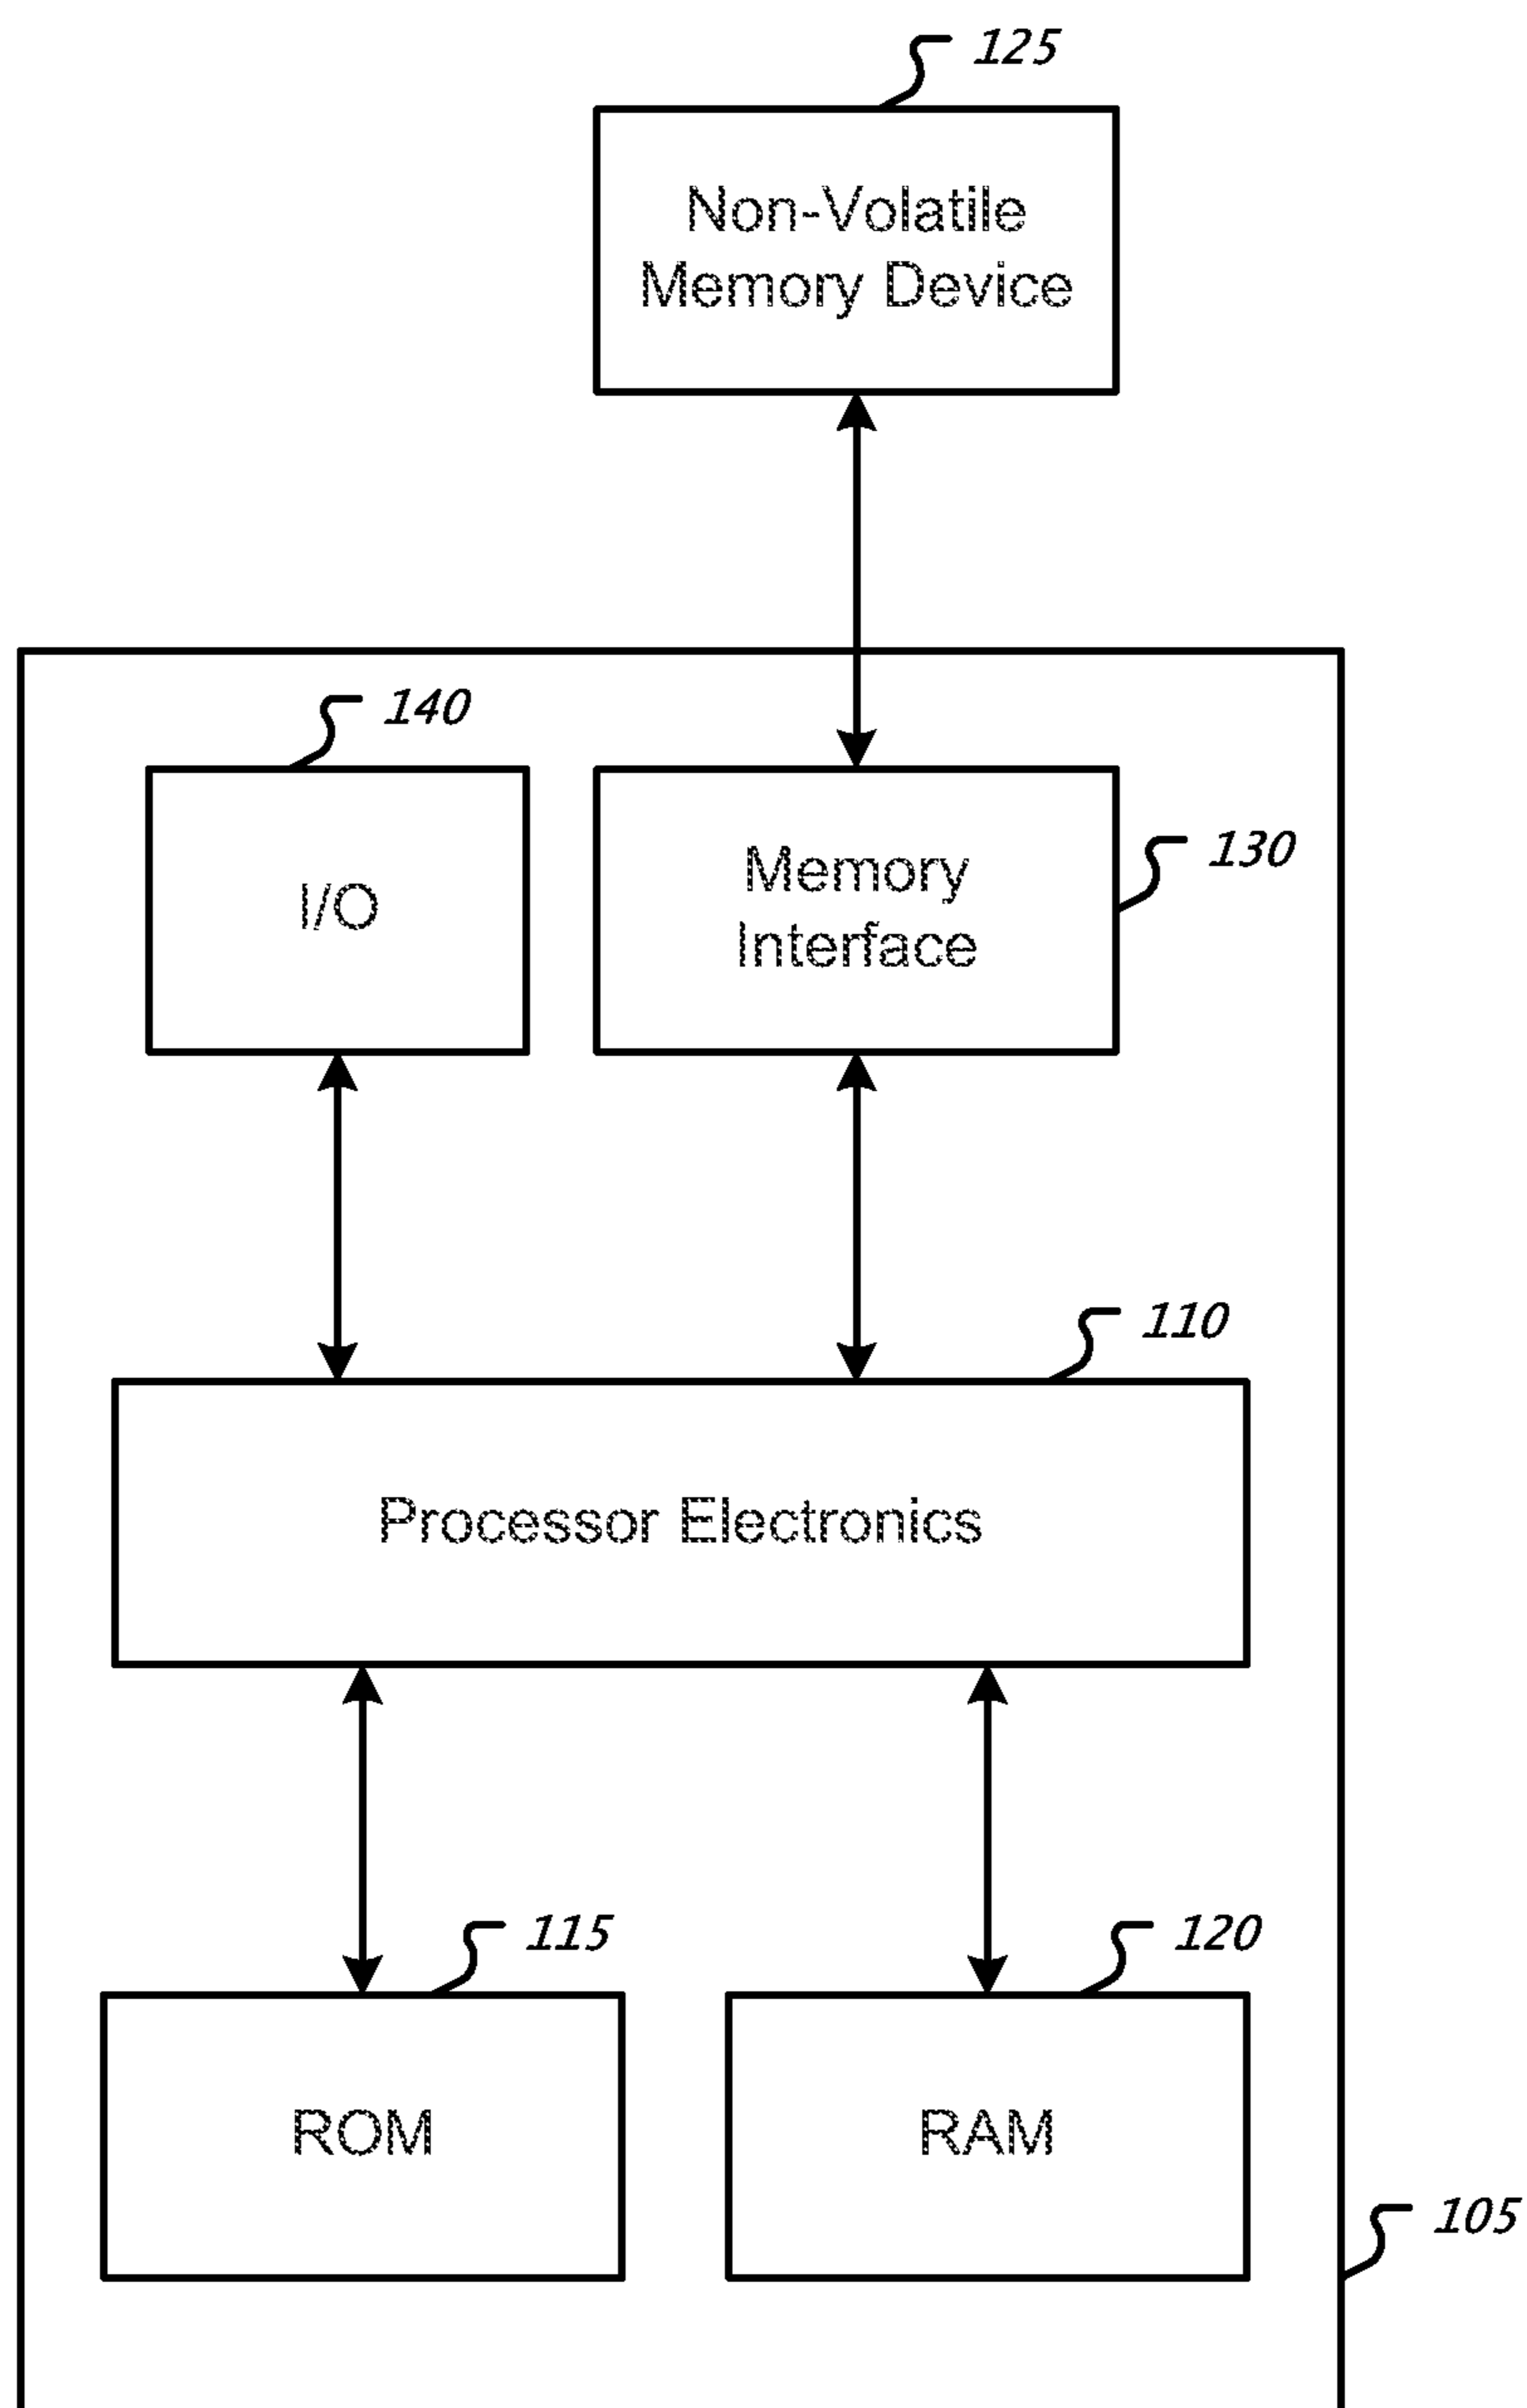 125
Non-Volatile
Memory Device
140
130
I/O
Memory
Interface
110
Processor Electronics
115
120
ROM
RAM
105